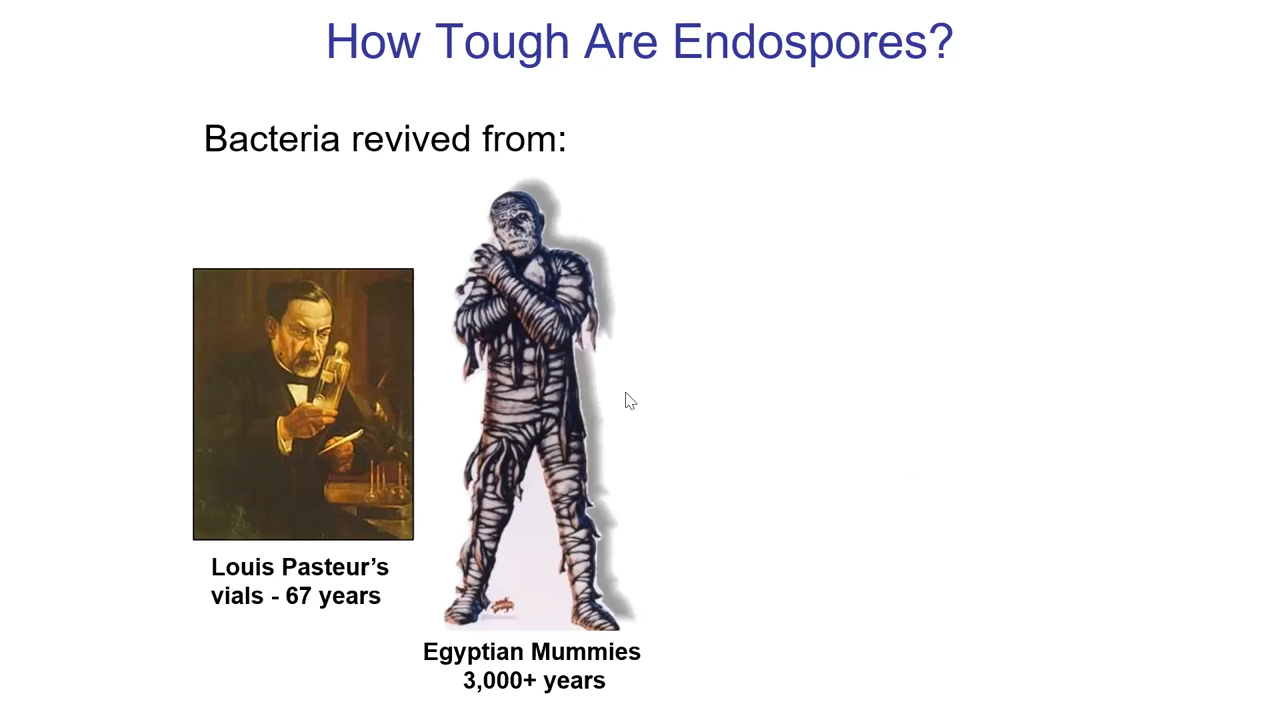 How Tough Are Endospores?
Bacteria revived from:
Louis Pasteur’s
vials - 67 years
Egyptian Mummies
3,000+ years